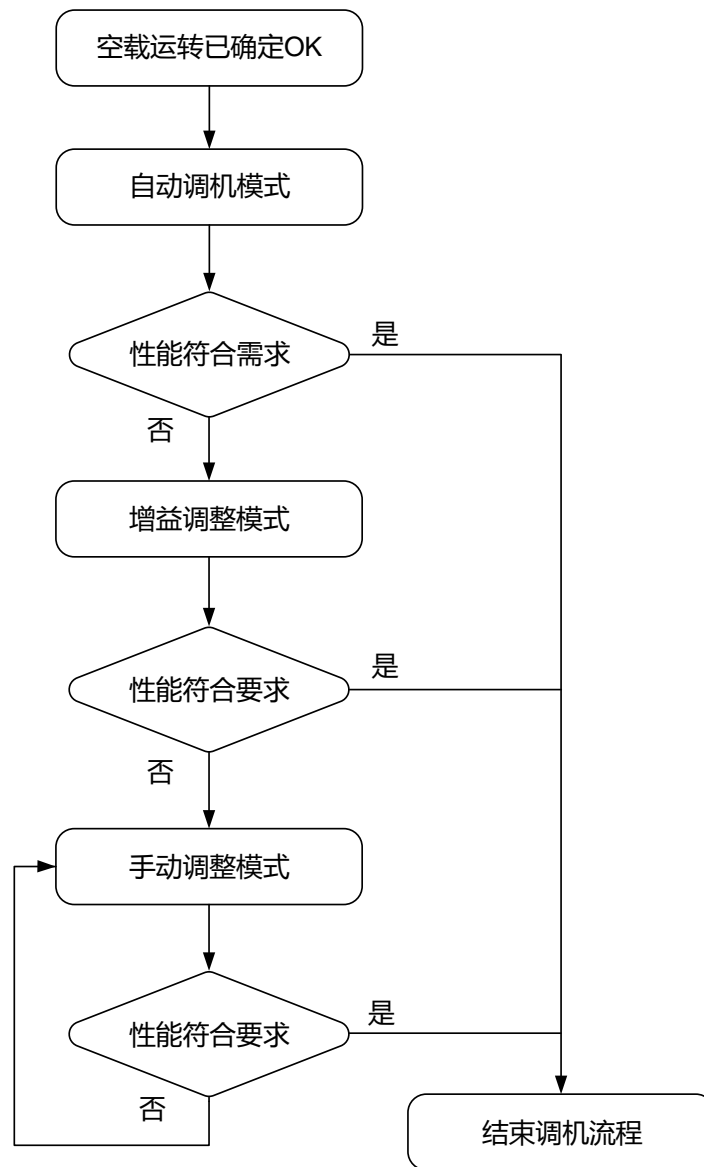 空载运转已确定OK
自动调机模式
性能符合需求
是
否
增益调整模式
性能符合要求
是
否
手动调整模式
性能符合要求
是
否
结束调机流程